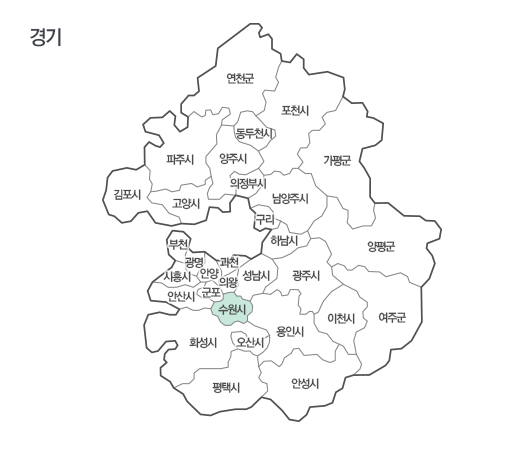 경기
연천군
포천시
동두천시
가평군
파주시
양주시
의정부시
김포시
고양시
남양주시
구리
부천
하남시
양평군
광명
과천
시흥시
안양
의왕
성남시
광주시
안산시
군포
수원시
이천시
여주군
용인시
화성시
오산시
평택시
안성시